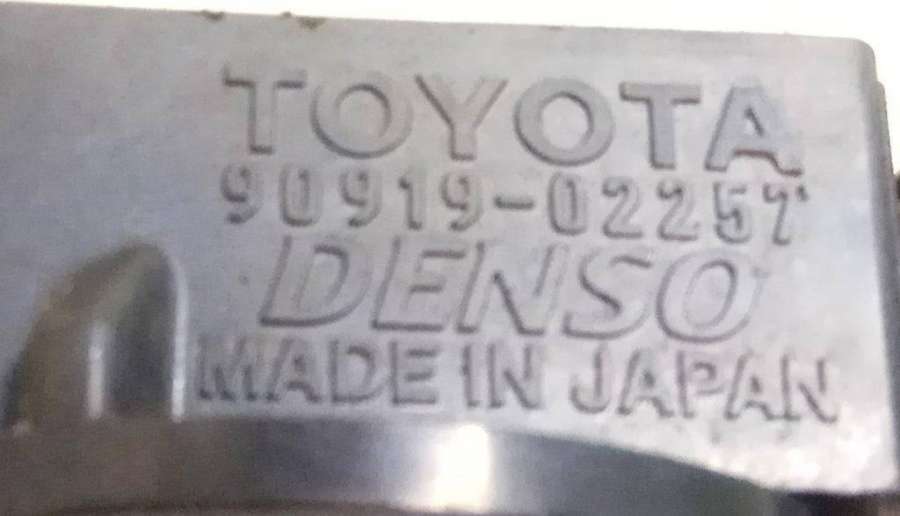 TOYOTA
90919-02257
DENSO
MADE IN JAPAN